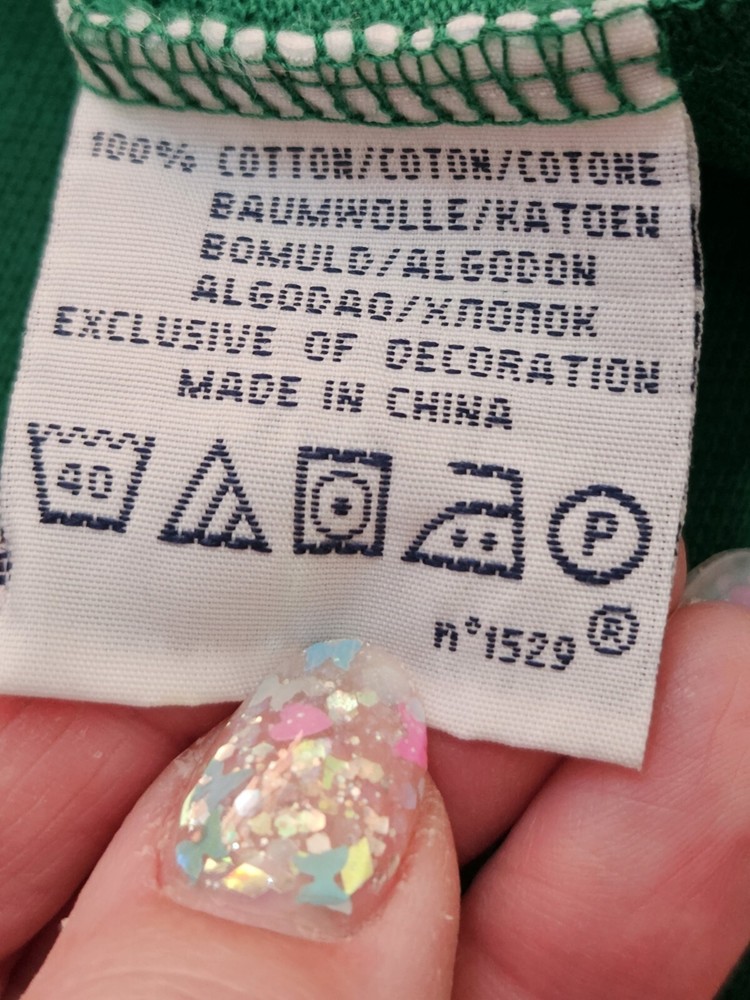 100% COTTON/COTON/COTONE
BAUMWOLLE/KATOEN
BOMULD/ALGODON
ALGODAO/ХЛОПОК
EXCLUSIVE OF DECORATION
MADE IN CHINA
40 P
n°1529®